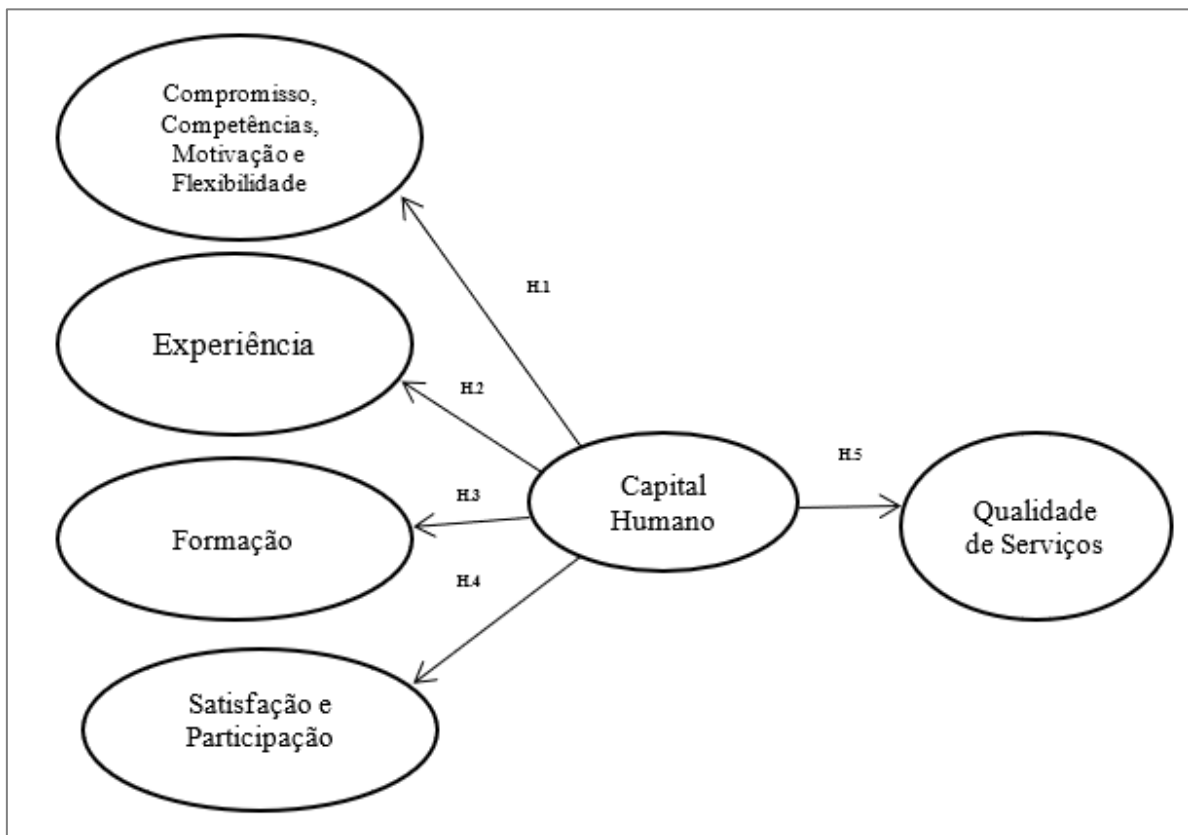 Compromisso,
Competências,
Motivação e
Flexibilidade
H.1
Experiência
H.2
Capital
Humano
H.3
H.5
Qualidade
de Serviços
Formação
H.4
Satisfação e
Participação